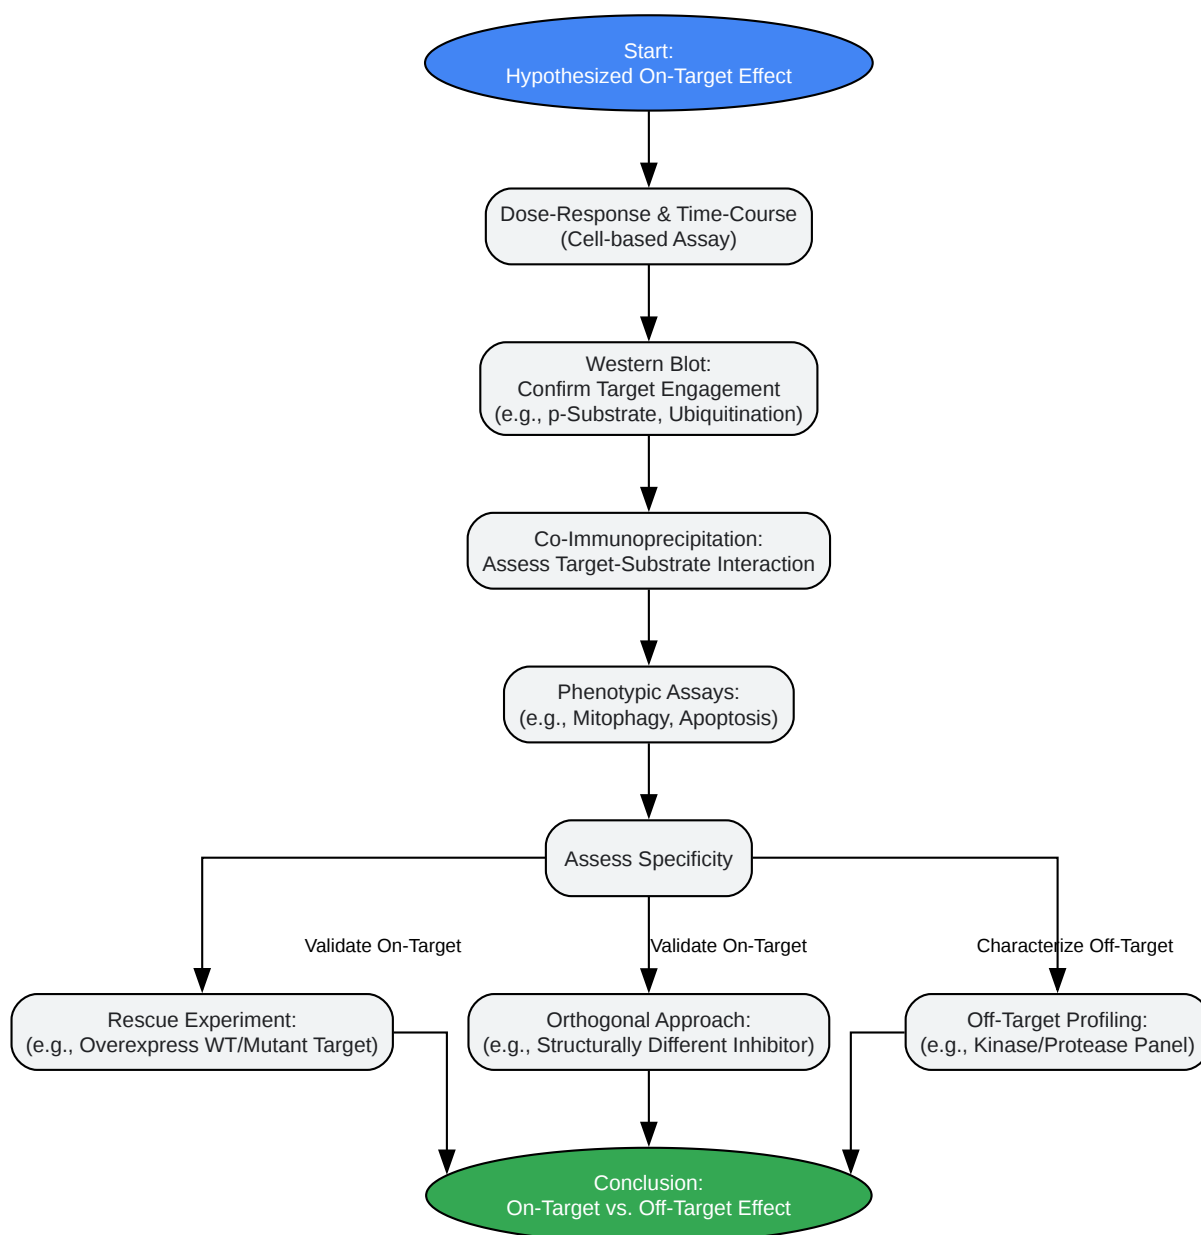 Start:
Hypothesized On-Target Effect
Dose-Response & Time-Course
(Cell-based Assay)
Western Blot:
Confirm Target Engagement
(e.g., p-Substrate, Ubiquitination)
Co-Immunoprecipitation:
Assess Target-Substrate Interaction
Phenotypic Assays:
(e.g., Mitophagy, Apoptosis)
Assess Specificity
Validate On-Target
Validate On-Target
Characterize Off-Target
Rescue Experiment:
(e.g., Overexpress WT/Mutant Target)
Orthogonal Approach:
(e.g., Structurally Different Inhibitor)
Off-Target Profiling:
(e.g., Kinase/Protease Panel)
Conclusion:
On-Target vs. Off-Target Effect